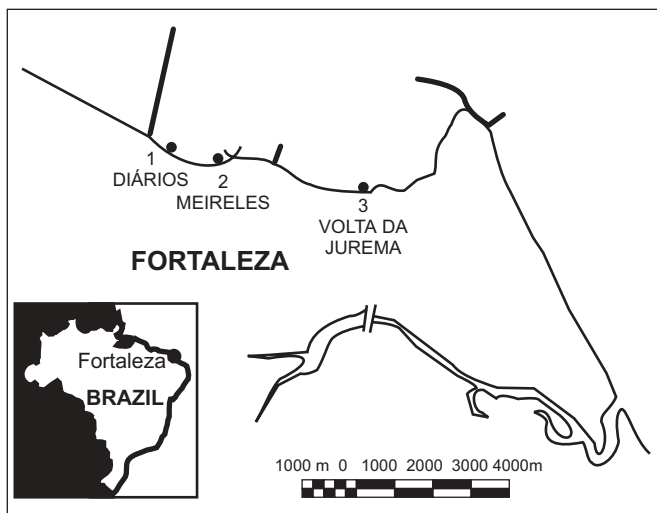 1
DIÁRIOS
2
MEIRELES
3
VOLTA DA
JUREMA
FORTALEZA
Fortaleza
BRAZIL
1000 m 0 1000 2000 3000 4000m